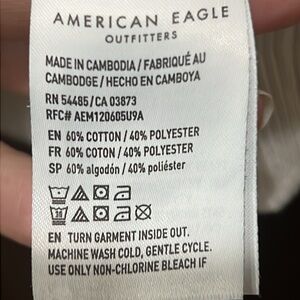 AMERICAN EAGLE
OUTFITTERS
MADE IN CAMBODIA / FABRIQUÉ AU
CAMBODGE / HECHO EN CAMBOYA
RN 54485/CA 03873
RFC# AEM120605U9A
EN 60% COTTON / 40% POLYESTER
FR 60% COTON / 40% POLYESTER
SP 60% algodón / 40% poliéster
EN TURN GARMENT INSIDE OUT.
MACHINE WASH COLD, GENTLE CYCLE.
USE ONLY NON-CHLORINE BLEACH IF